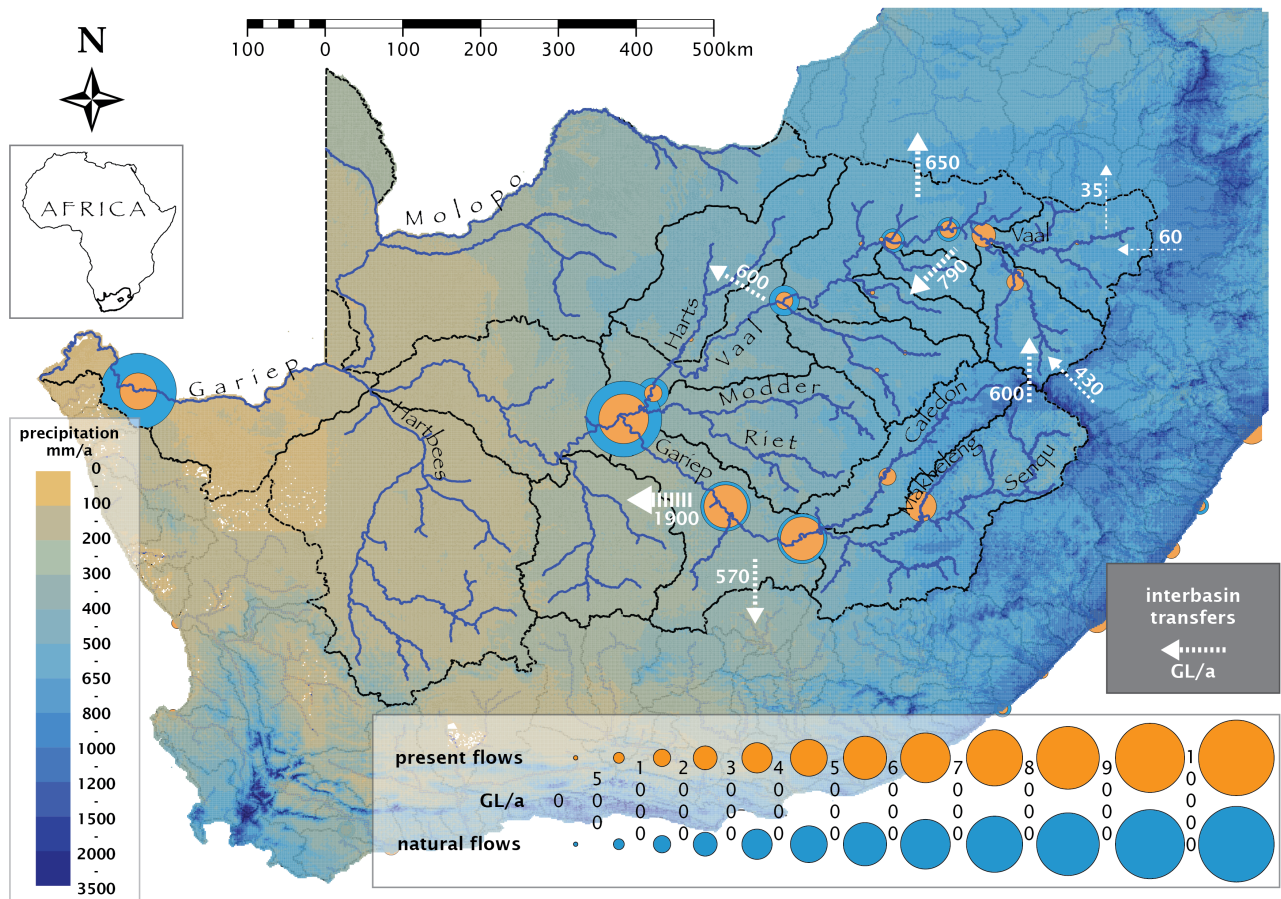 N
100 0 100 200 300 400 500km
AFRICA
Molopo
650
35
Vaal
60
600
790
Harts
Vaal
Gariep
430
600
Modder
Caledon
Hartbees
Riet
Gariep
Makheleng
Senqu
1900
570
precipitation
mm/a
0
100
-
200
-
300
-
400
-
500
-
650
-
800
-
1000
-
1200
-
1500
-
2000
-
3500
interbasin
transfers
GL/a
present flows
GL/a
0 500 1000 2000 3000 4000 5000 6000 7000 8000 9000 10000
natural flows